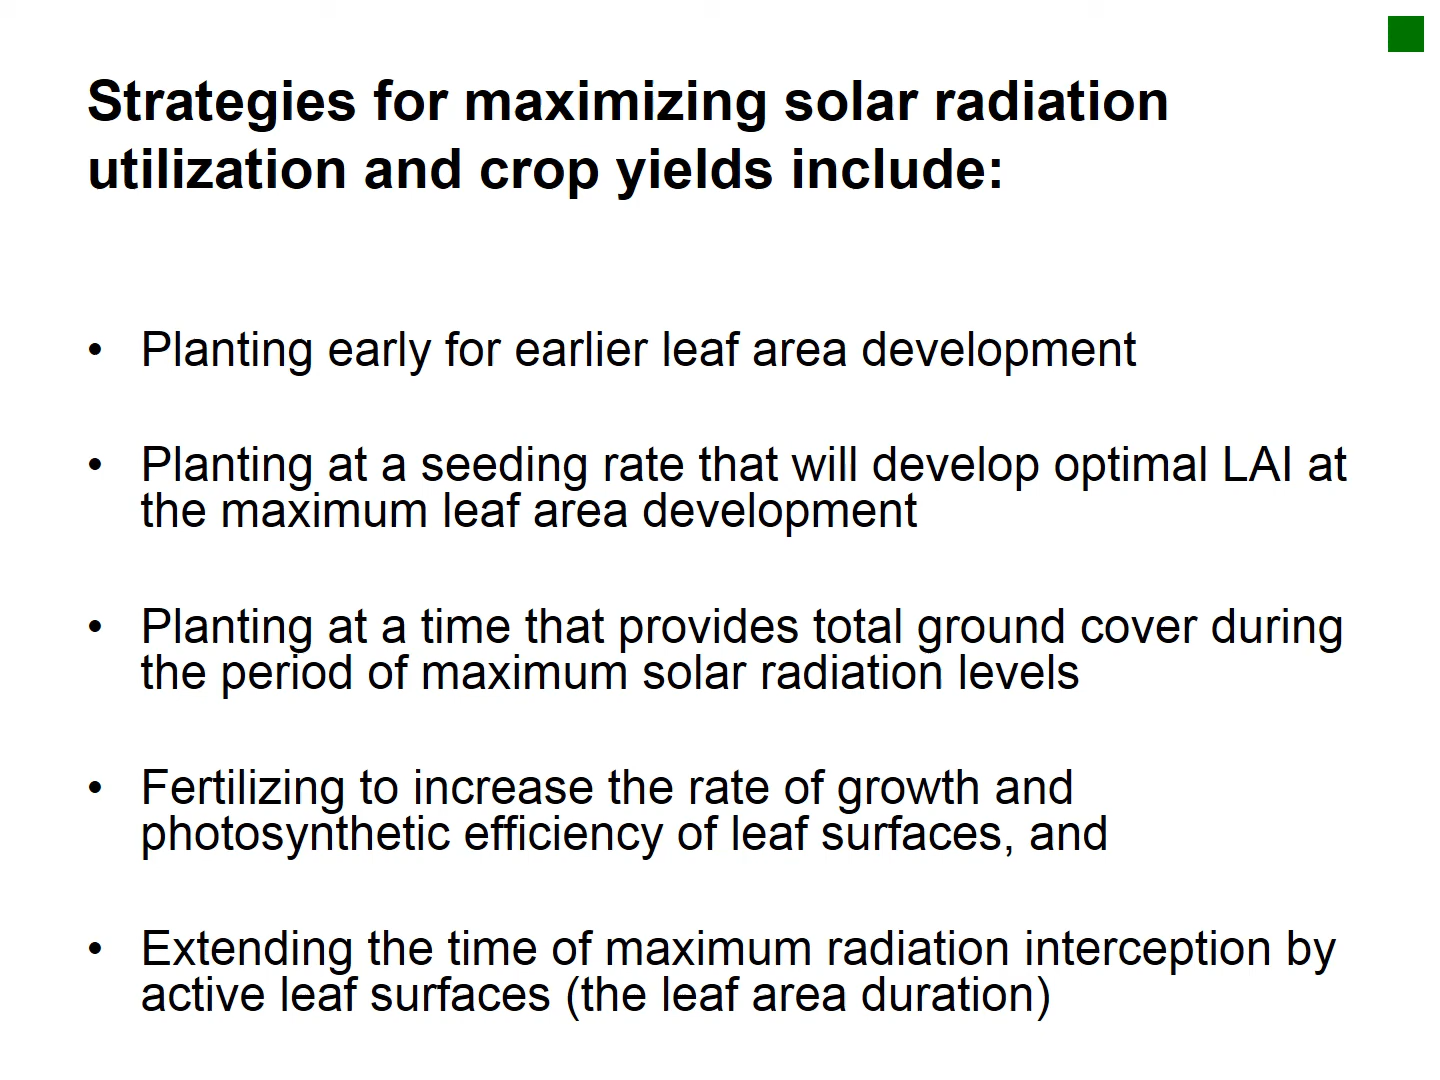 Strategies for maximizing solar radiation
utilization and crop yields include:
• Planting early for earlier leaf area development
• Planting at a seeding rate that will develop optimal LAI at
the maximum leaf area development
• Planting at a time that provides total ground cover during
the period of maximum solar radiation levels
• Fertilizing to increase the rate of growth and
photosynthetic efficiency of leaf surfaces, and
• Extending the time of maximum radiation interception by
active leaf surfaces (the leaf area duration)